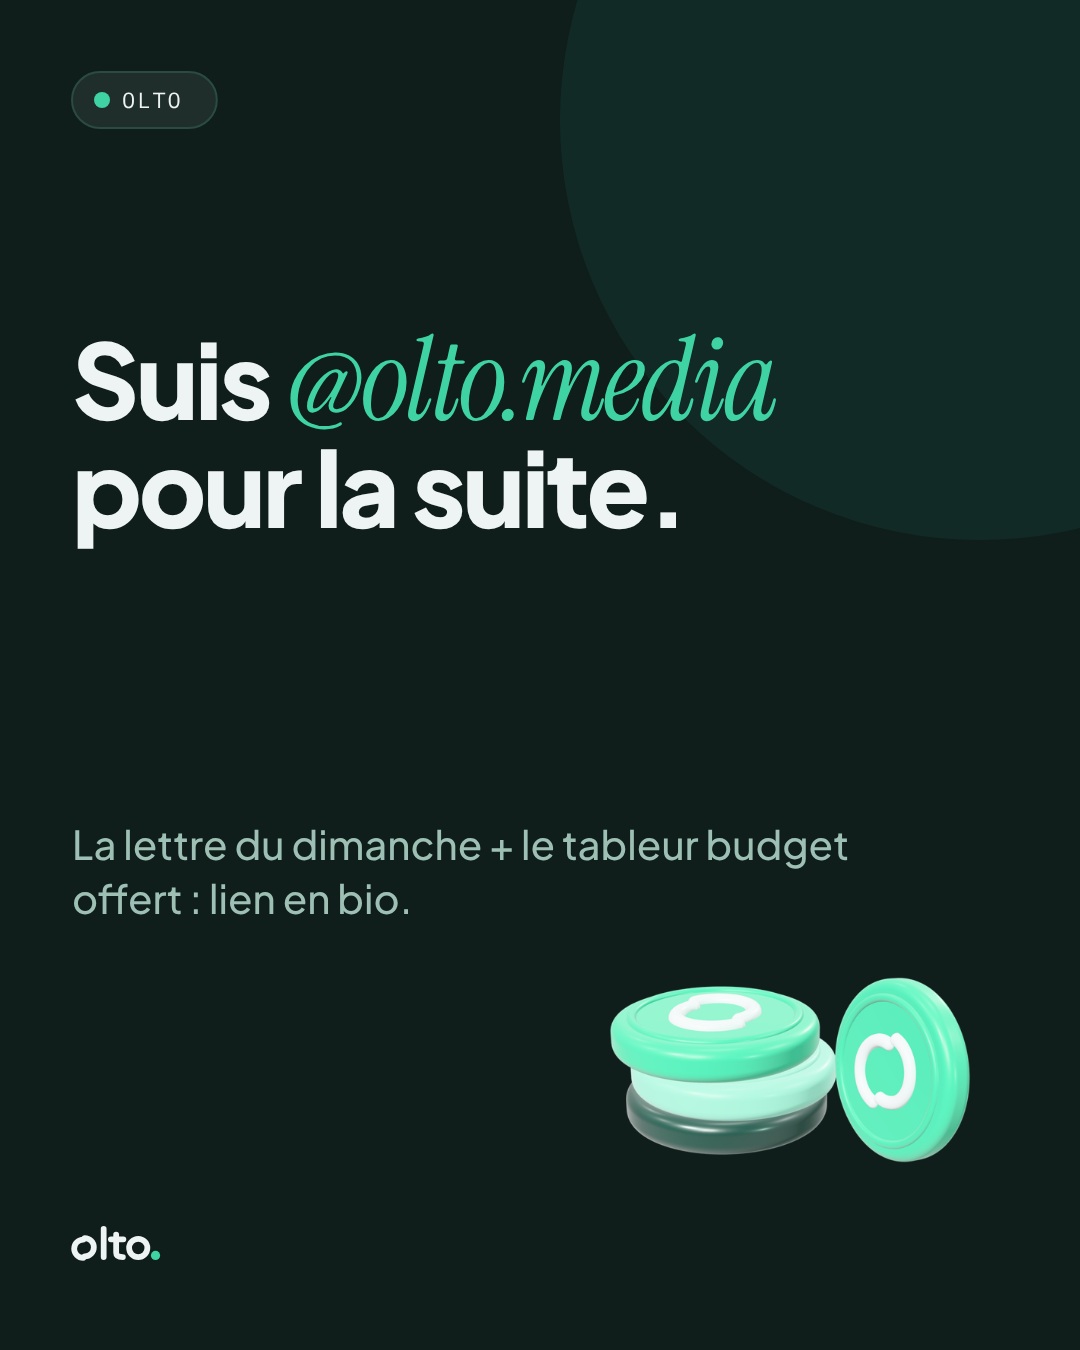 OLTO
Suis @olto.media
pour la suite.
La lettre du dimanche + le tableur budget
offert : lien en bio.
olto.